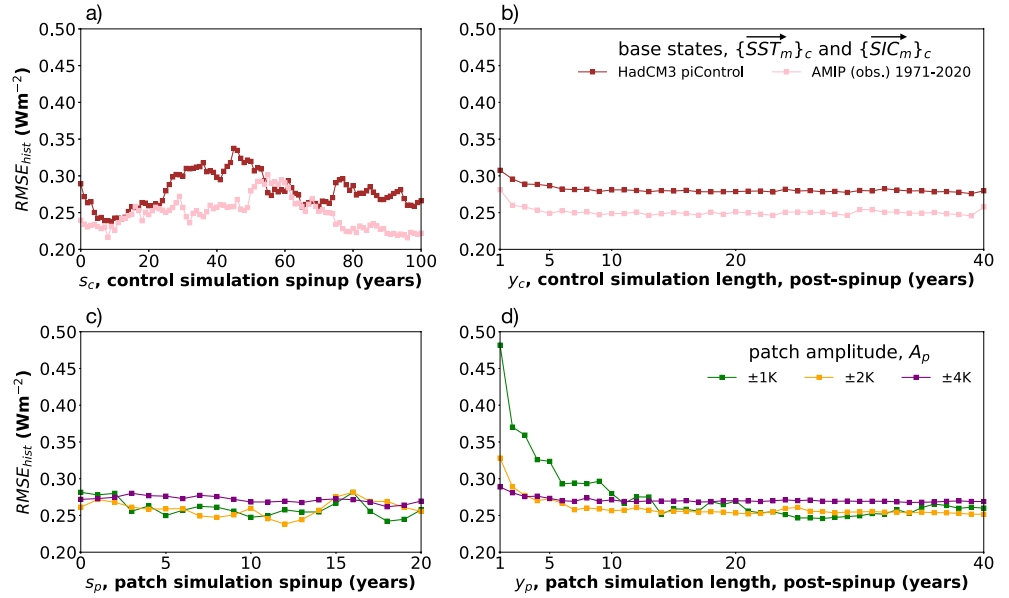 a)
0.50
0.45
0.40
0.35
0.30
0.25
0.20
RMSE_hist (Wm⁻²)
0 20 40 60 80 100
s_c, control simulation spinup (years)
b)
0.50
0.45
0.40
0.35
0.30
0.25
0.20
base states, {SST_m}_c and {SIC_m}_c
HadCM3 piControl AMIP (obs.) 1971-2020
1 5 10 20 40
y_c, control simulation length, post-spinup (years)
c)
0.50
0.45
0.40
0.35
0.30
0.25
0.20
RMSE_hist (Wm⁻²)
0 5 10 15 20
s_p, patch simulation spinup (years)
d)
0.50
0.45
0.40
0.35
0.30
0.25
0.20
patch amplitude, A_p
±1K ±2K ±4K
1 5 10 20 40
y_p, patch simulation length, post-spinup (years)